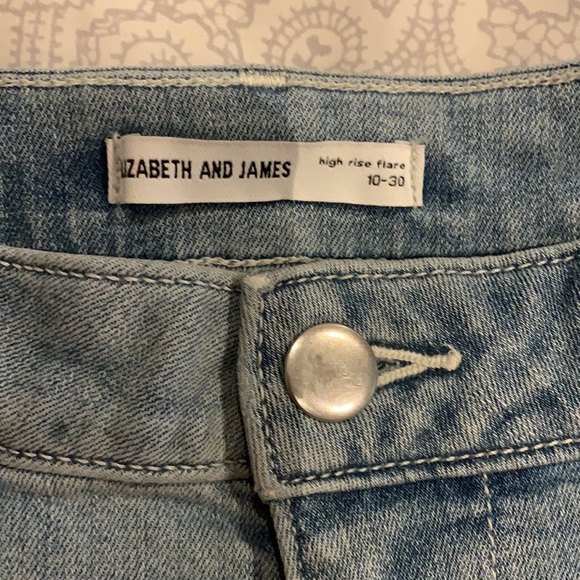 LIZABETH AND JAMES
high rise flare
10-30